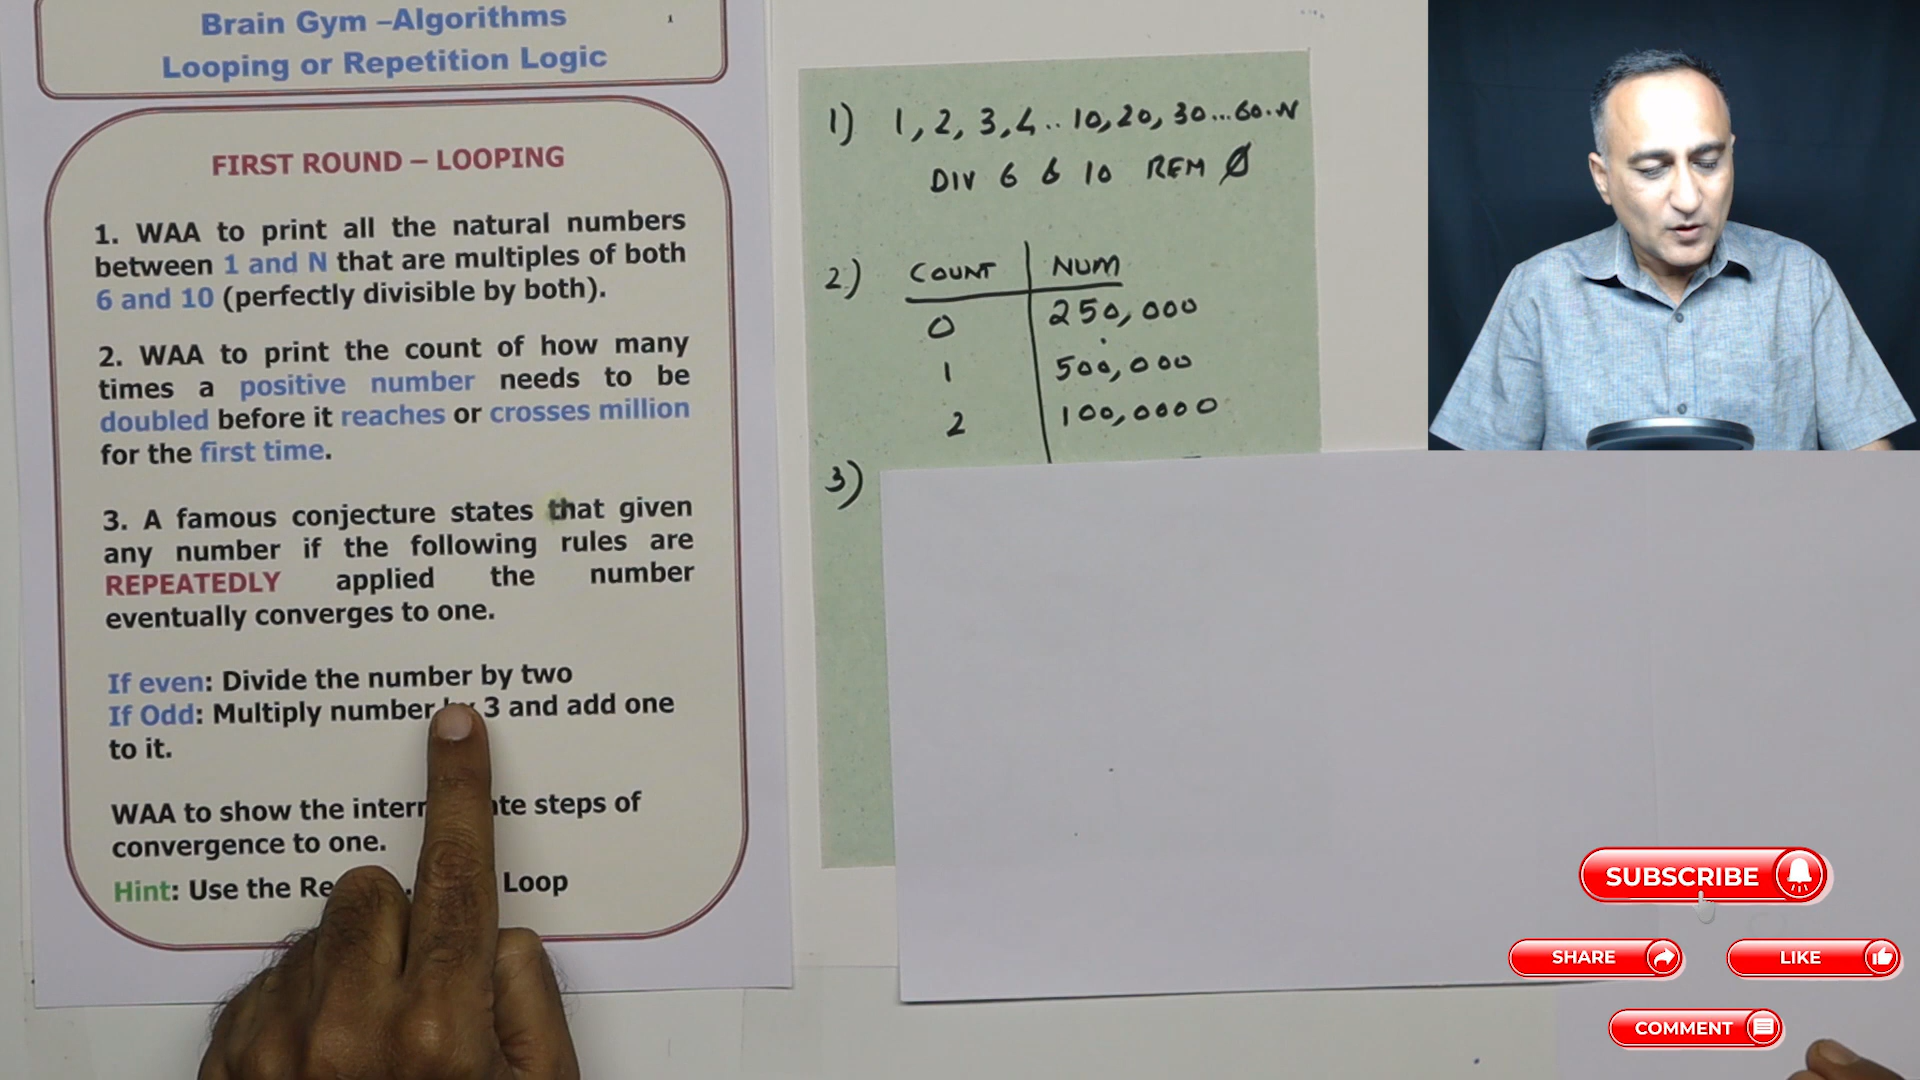 Brain Gym –Algorithms
1
Looping or Repetition Logic
FIRST ROUND – LOOPING
1. WAA to print all the natural numbers
between 1 and N that are multiples of both
6 and 10 (perfectly divisible by both).
2. WAA to print the count of how many
times a positive number needs to be
doubled before it reaches or crosses million
for the first time.
3. A famous conjecture states that given
any number if the following rules are
REPEATEDLY applied the number
eventually converges to one.
If even: Divide the number by two
If Odd: Multiply number by 3 and add one
to it.
WAA to show the steps of
convergence to one.
Hint: Use the Loop
1) 1, 2, 3, 4 .. 10, 20, 30 ... 60 . N
DIV 6 & 10 REM 0
2.) COUNT NUM
0 250,000
1 500,000
2 100,0000
3)
SUBSCRIBE
SHARE
LIKE
COMMENT